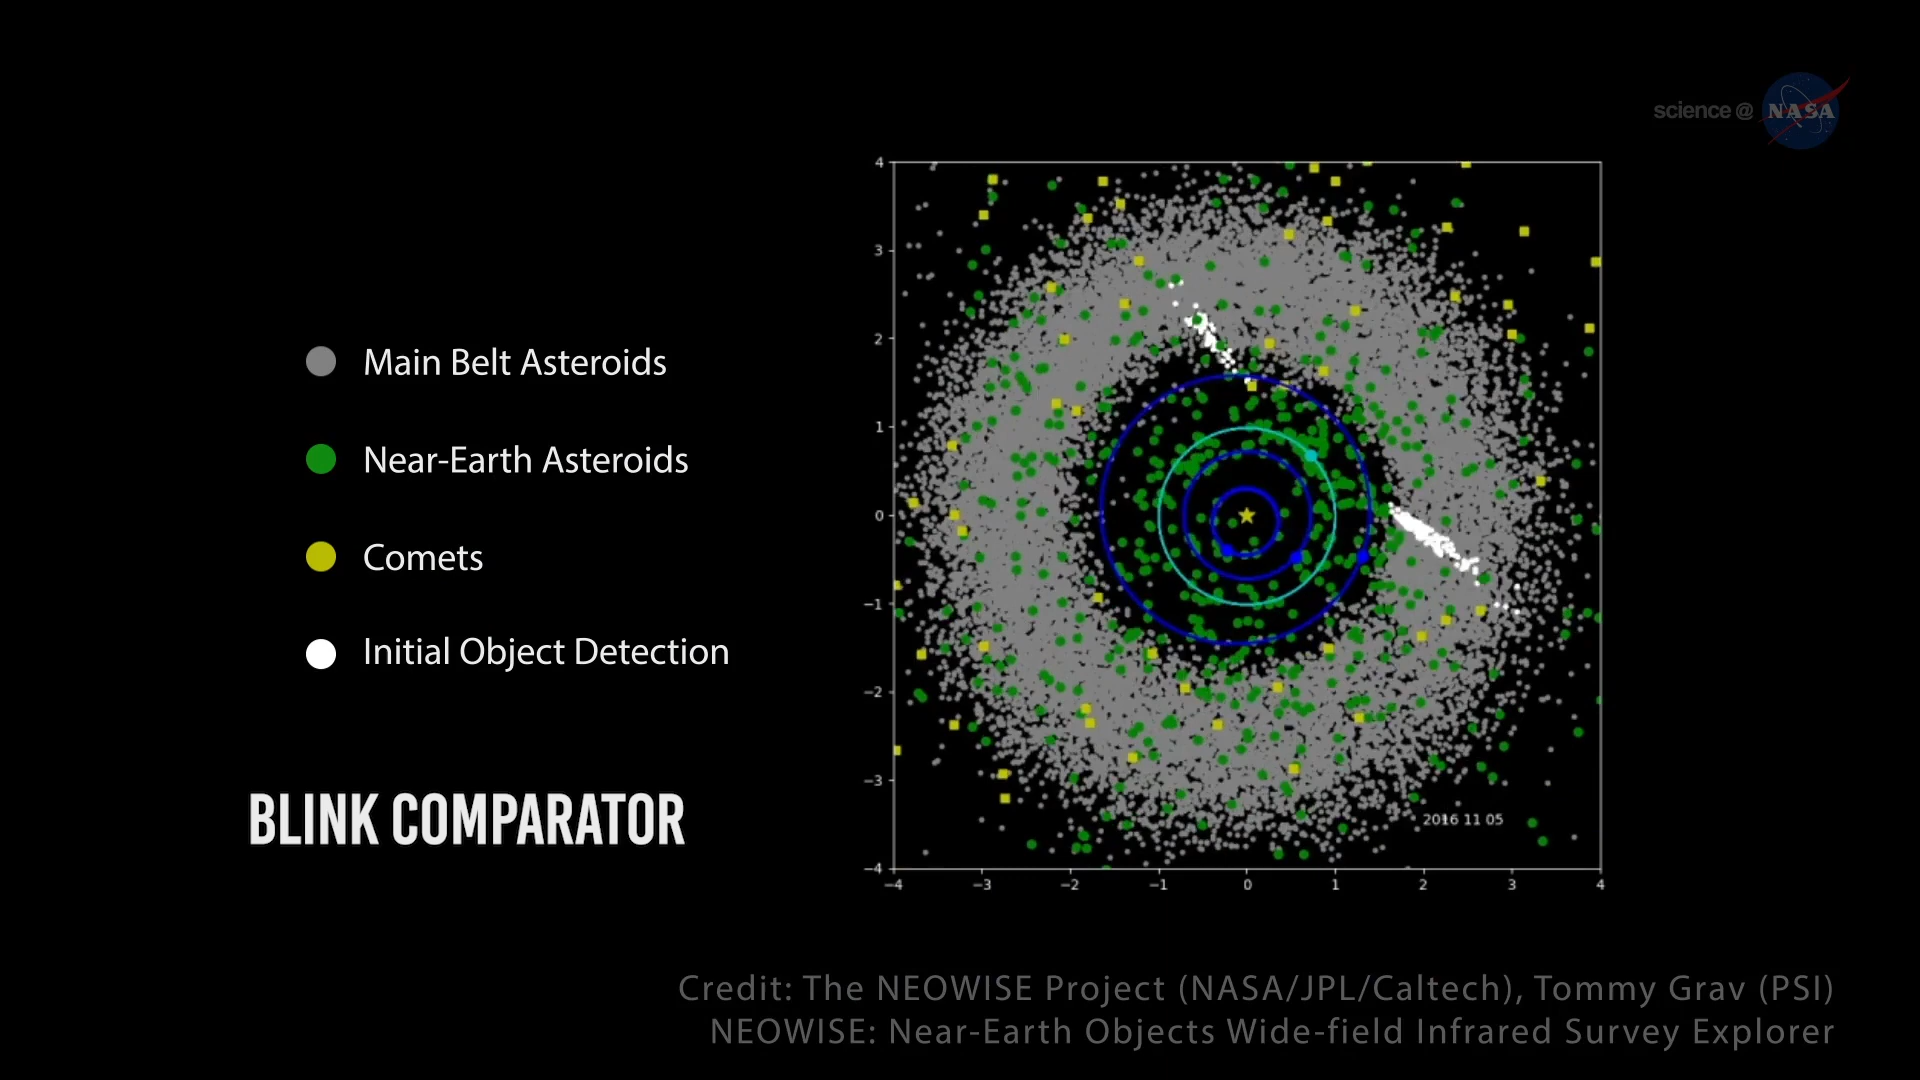 science @ NASA
Main Belt Asteroids
Near-Earth Asteroids
Comets
Initial Object Detection
BLINK COMPARATOR
4
3
2
1
0
−1
−2
−3
−4
2016 11 05
−4 −3 −2 −1 0 1 2 3 4
Credit: The NEOWISE Project (NASA/JPL/Caltech), Tommy Grav (PSI)
NEOWISE: Near-Earth Objects Wide-field Infrared Survey Explorer